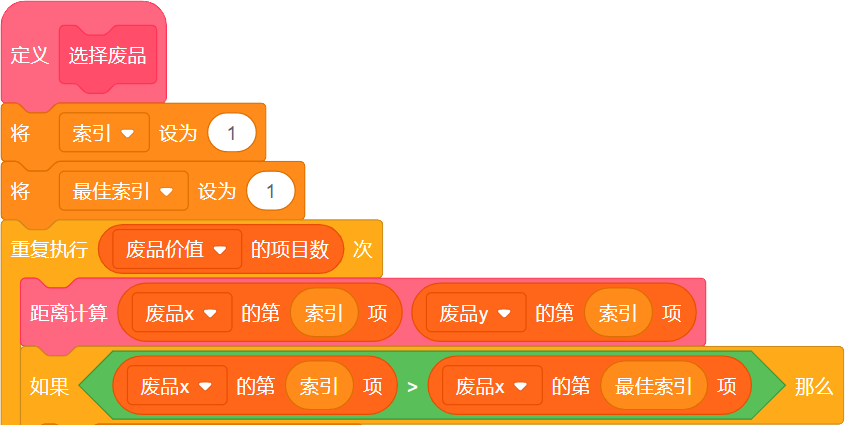 定义 选择废品
将 索引 设为 1
将 最佳索引 设为 1
重复执行 废品价值 的项目数 次
距离计算 废品x 的第 索引 项 废品y 的第 索引 项
如果 废品x 的第 索引 项 > 废品x 的第 最佳索引 项 那么